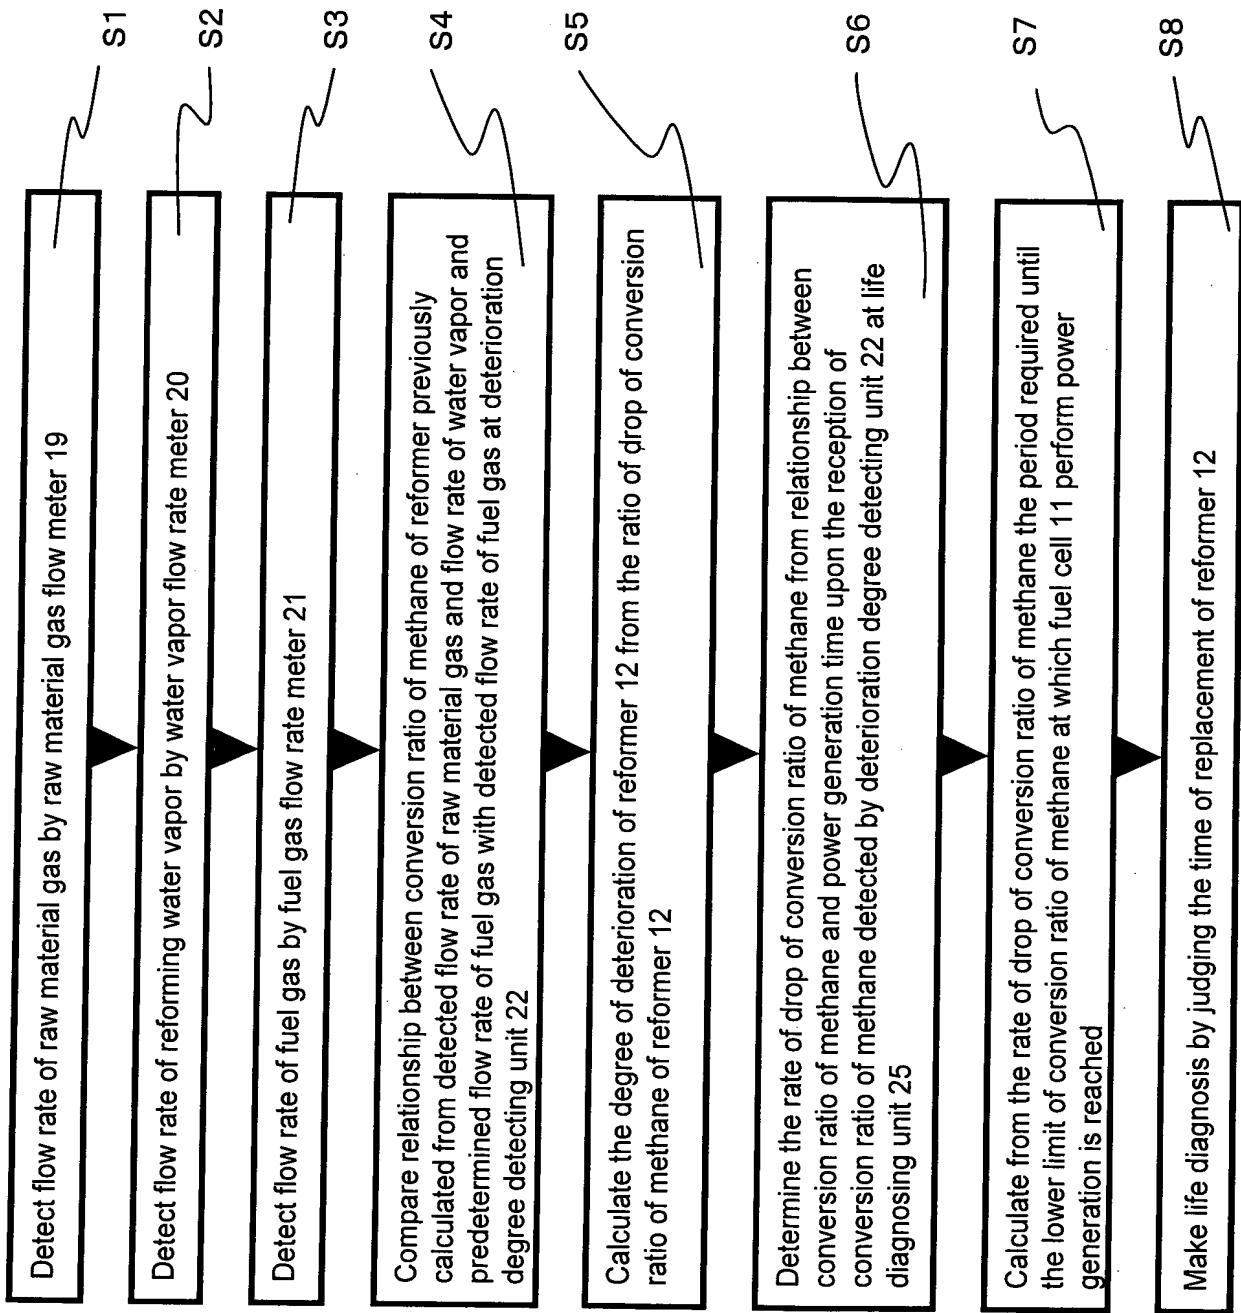 Detect flow rate of raw material gas by raw material gas flow meter 19
S1
Detect flow rate of reforming water vapor by water vapor flow rate meter 20
S2
Detect flow rate of fuel gas by fuel gas flow rate meter 21
S3
Compare relationship between conversion ratio of methane of reformer previously
calculated from detected flow rate of raw material gas and flow rate of water vapor and
predetermined flow rate of fuel gas with detected flow rate of fuel gas at deterioration
degree detecting unit 22
S4
Calculate the degree of deterioration of reformer 12 from the ratio of drop of conversion
ratio of methane of reformer 12
S5
Determine the rate of drop of conversion ratio of methane from relationship between
conversion ratio of methane and power generation time upon the reception of
conversion ratio of methane detected by deterioration degree detecting unit 22 at life
diagnosing unit 25
S6
Calculate from the rate of drop of conversion ratio of methane the period required until
the lower limit of conversion ratio of methane at which fuel cell 11 perform power
generation is reached
S7
Make life diagnosis by judging the time of replacement of reformer 12
S8